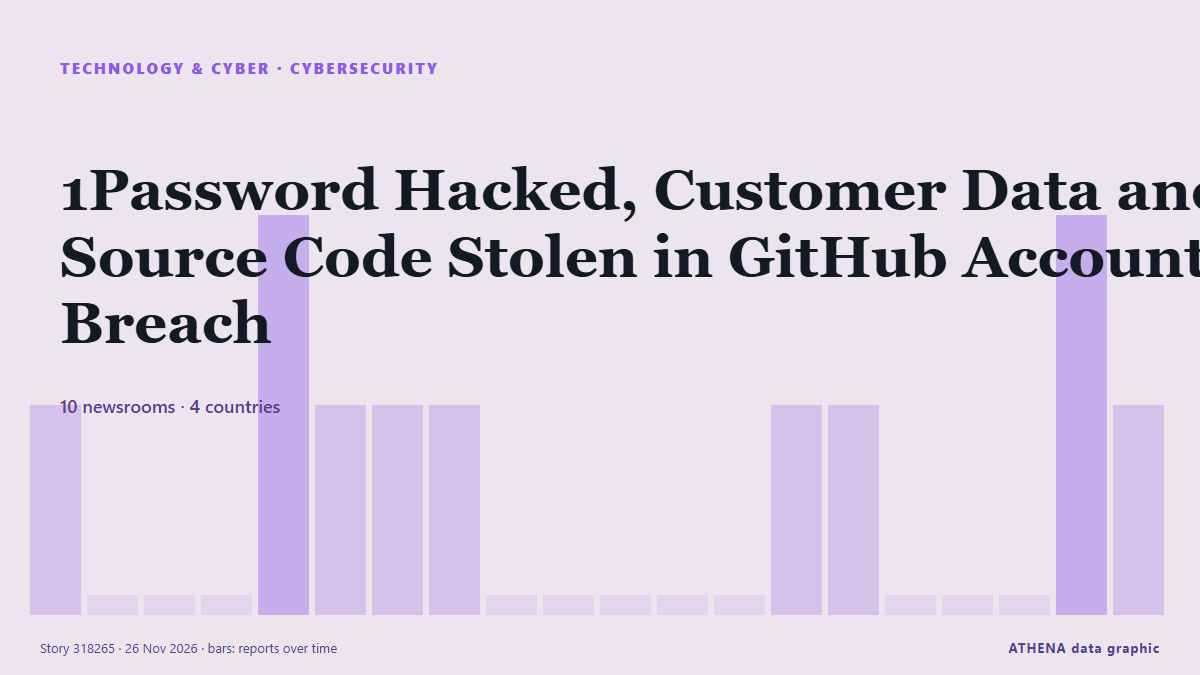 TECHNOLOGY & CYBER · CYBERSECURITY
1Password Hacked, Customer Data and
Source Code Stolen in GitHub Account
Breach
10 newsrooms · 4 countries
Story 318265 · 26 Nov 2026 · bars: reports over time
ATHENA data graphic